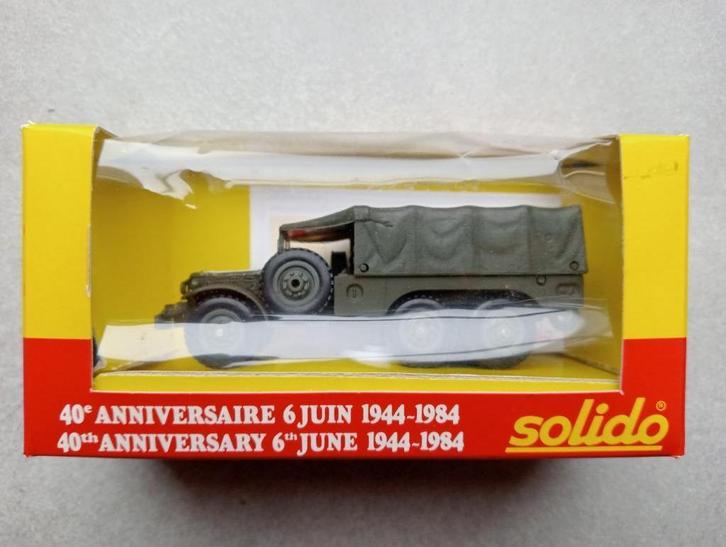 40e ANNIVERSAIRE 6 JUIN 1944-1984
40th ANNIVERSARY 6th JUNE 1944-1984
solido®